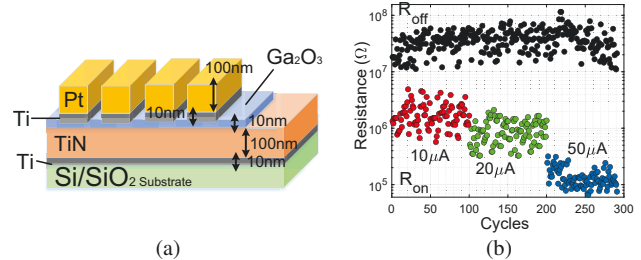 Pt
100nm
Ga₂O₃
Ti
10nm
10nm
TiN
100nm
Ti
10nm
Si/SiO₂ Substrate
(a)
Resistance (Ω)
10⁸
10⁷
10⁶
10⁵
R_off
10μA
20μA
50μA
R_on
0 50 100 150 200 250 300
Cycles
(b)